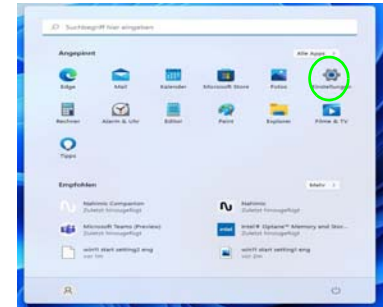 Suchbegriff hier eingeben
Angepinnt
Alle Apps >
Edge
Mail
Kalender
Microsoft Store
Fotos
Einstellungen
Rechner
Alarm & Uhr
Editor
Paint
Explorer
Filme & TV
Tipps
Empfohlen
Mehr >
Nahimic Companion
Zuletzt hinzugefügt
Nahimic
Zuletzt hinzugefügt
Microsoft Teams (Preview)
Zuletzt hinzugefügt
intel
Intel® Optane™ Memory and Stor...
Zuletzt hinzugefügt
win11 start setting2 eng
win11 start setting1 eng